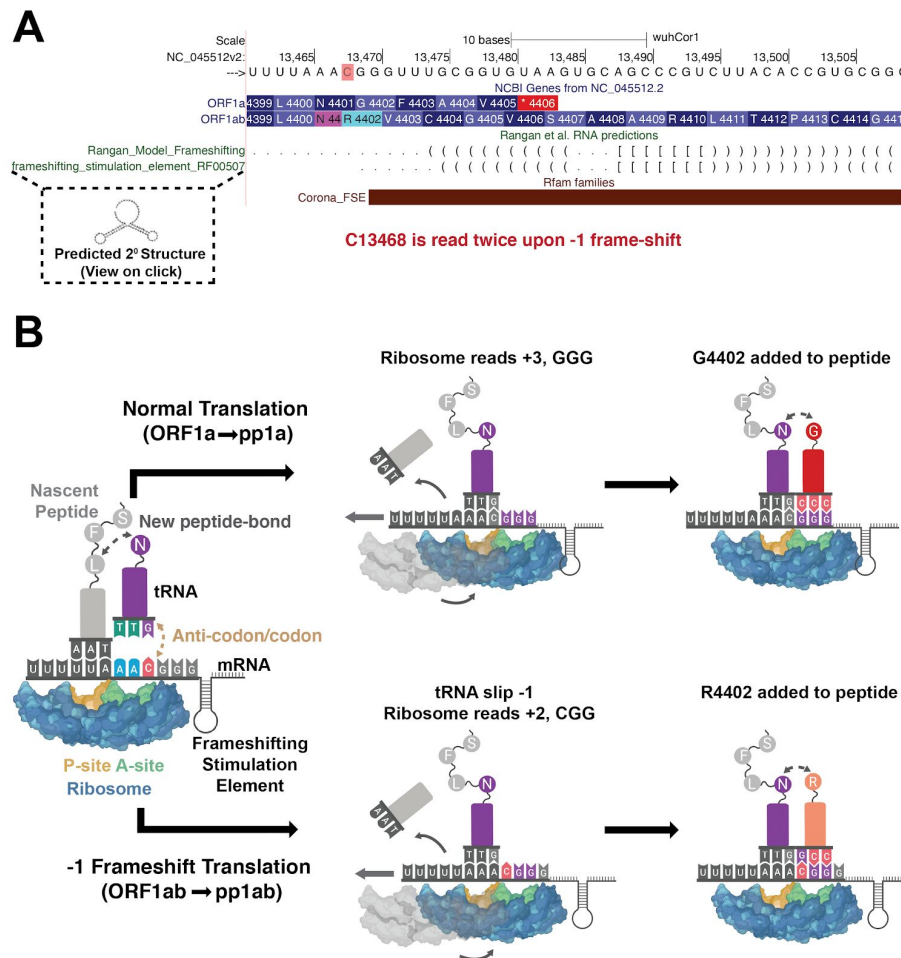 A
Scale
10 bases
wuhCor1
NC_045512v2:
13,465
13,470
13,475
13,480
13,485
13,490
13,495
13,500
13,505
--->
U U U U A A A C G G G U U U G C G G U G U A A G U G C A G C C C G U C U U A C A C C G U G C G G C
NCBI Genes from NC_045512.2
ORF1a
4399 L 4400 N 4401 G 4402 F 4403 A 4404 V 4405 * 4406
ORF1ab
4399 L 4400 N 44 R 4402 V 4403 C 4404 G 4405 V 4406 S 4407 A 4408 A 4409 R 4410 L 4411 T 4412 P 4413 C 4414 G 441
Rangan et al. RNA predictions
Rangan_Model_Frameshifting
. . . . . . . . . . . . . ( ( ( ( ( ( ( ( ( ( ( . . . [ [ [ [ [ [ ) ) ) ) ) ) ) ) ) ) ) )
frameshifting_stimulation_element_RF00507
. . . . . ( ( ( ( ( ( ( ( ( ( . . . [ [ [ [ [ [ ) ) ) ) ) ) ) ) ) ) ) )
Rfam families
Corona_FSE
Predicted 2⁰ Structure
(View on click)
C13468 is read twice upon -1 frame-shift
B
Normal Translation
(ORF1a→pp1a)
Ribosome reads +3, GGG
G4402 added to peptide
Nascent
Peptide
New peptide-bond
S
F
L
N
tRNA
T T G
Anti-codon/codon
A A T
mRNA
U U U U U A A A C G G G
P-site A-site
Ribosome
Frameshifting
Stimulation
Element
S
F
L
N
A A T
T T G
U U U U U A A A C G G G
S
F
L
N
G
T T G C C C
U U U U U A A A C G G G
-1 Frameshift Translation
(ORF1ab → pp1ab)
tRNA slip -1
Ribosome reads +2, CGG
R4402 added to peptide
S
F
L
N
A A T
T T G
U U U U U A A A C G G G
S
F
L
N
R
T T G G C C
U U U U U A A A C G G G